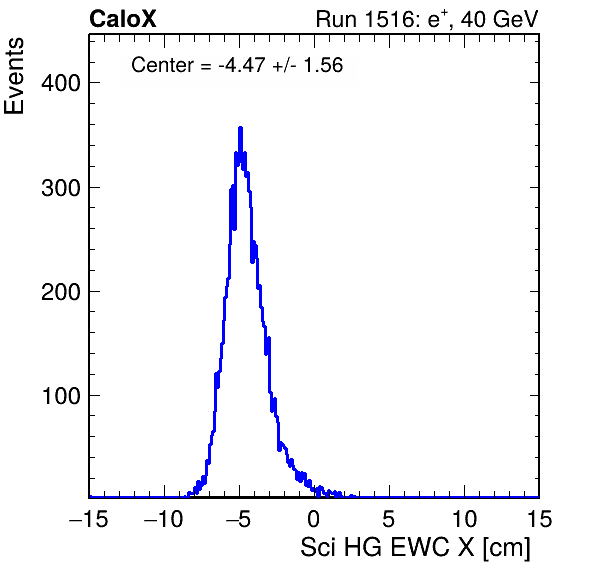 CaloX Run 1516: e⁺, 40 GeV
Center = -4.47 +/- 1.56
Events
400
300
200
100
−15 −10 −5 0 5 10 15
Sci HG EWC X [cm]